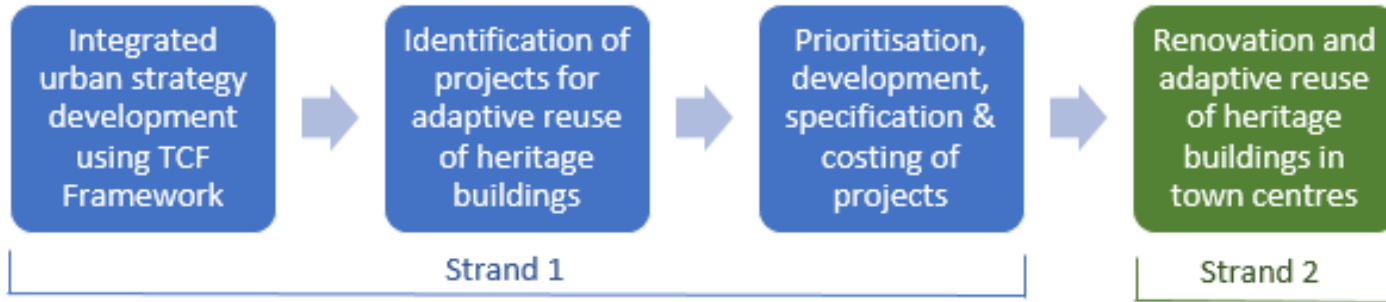 Integrated
urban strategy
development
using TCF
Framework
Identification of
projects for
adaptive reuse
of heritage
buildings
Prioritisation,
development,
specification &
costing of
projects
Renovation and
adaptive reuse
of heritage
buildings in
town centres
Strand 1
Strand 2